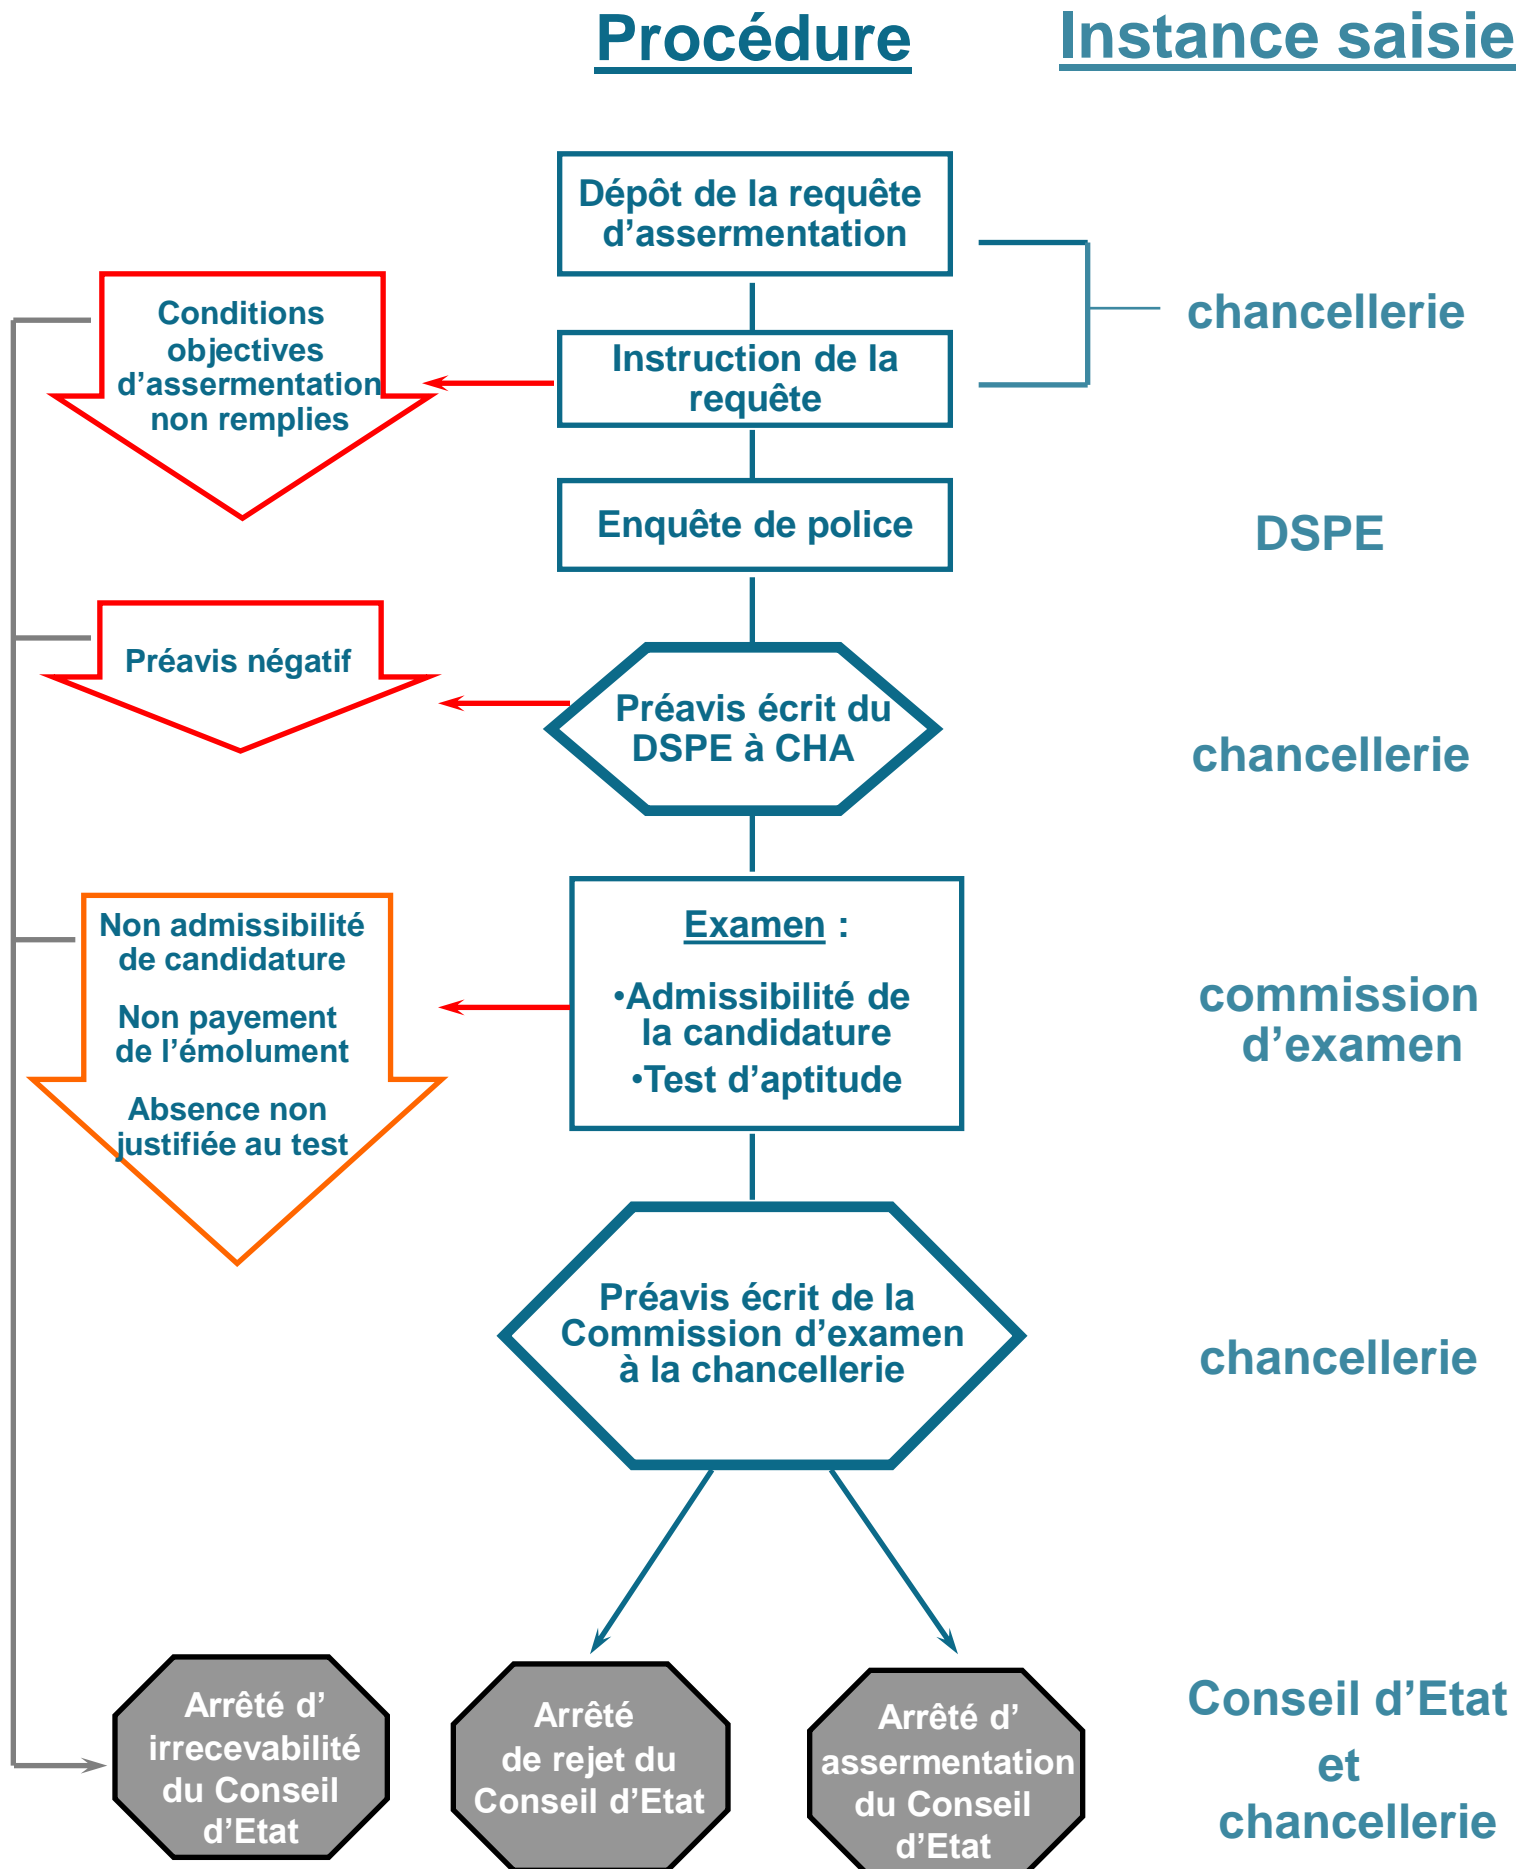 Procédure
Instance saisie
Dépôt de la requête
d’assermentation
chancellerie
Conditions
objectives
d’assermentation
non remplies
Instruction de la
requête
Enquête de police
DSPE
Préavis négatif
Préavis écrit du
DSPE à CHA
chancellerie
Non admissibilité
de candidature
Non payement
de l’émolument
Absence non
justifiée au test
Examen :
•Admissibilité de
la candidature
•Test d’aptitude
commission
d’examen
Préavis écrit de la
Commission d’examen
à la chancellerie
chancellerie
Arrêté d’
irrecevabilité
du Conseil
d’Etat
Arrêté
de rejet du
Conseil d’Etat
Arrêté d’
assermentation
du Conseil
d’Etat
Conseil d’Etat
et
chancellerie